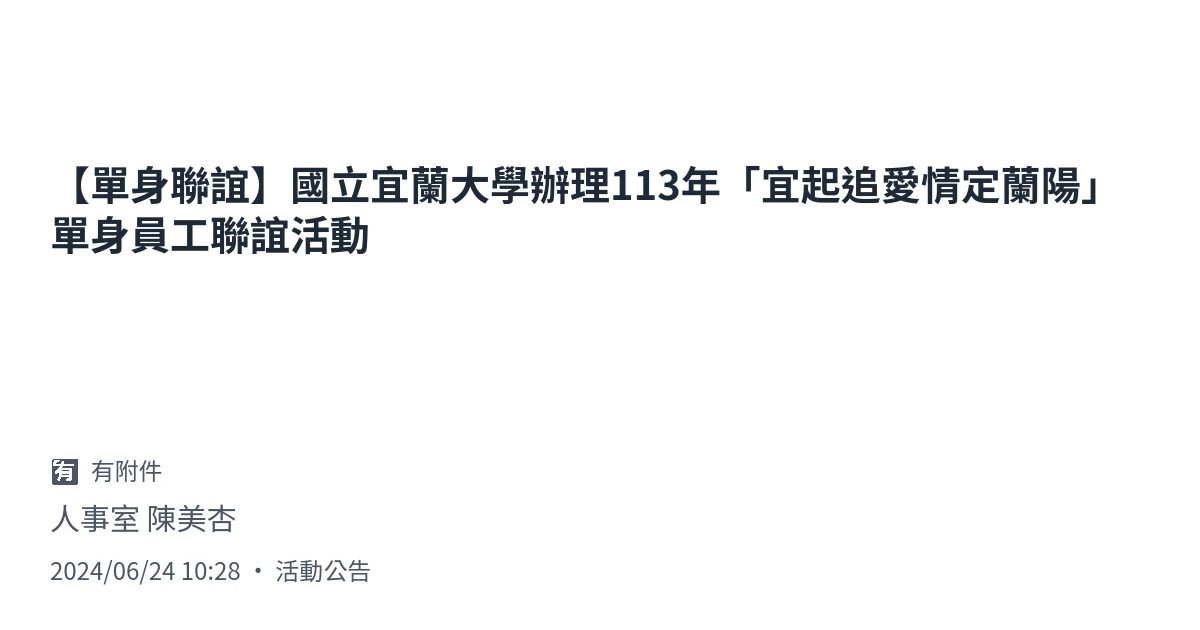 【單身聯誼】國立宜蘭大學辦理113年「宜起追愛情定蘭陽」
單身員工聯誼活動
有 有附件
人事室 陳美杏
2024/06/24 10:28 • 活動公告